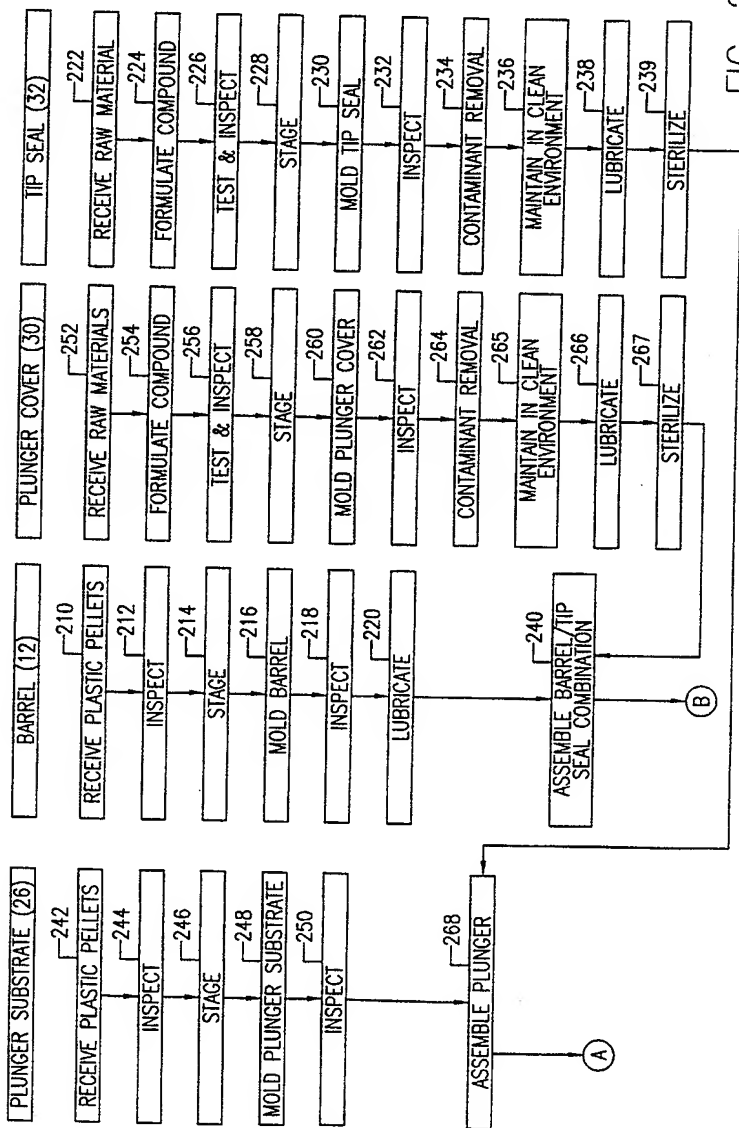 PLUNGER SUBSTRATE (26)
242
RECEIVE PLASTIC PELLETS
244
INSPECT
246
STAGE
248
MOLD PLUNGER SUBSTRATE
250
INSPECT
268
ASSEMBLE PLUNGER
A
BARREL (12)
210
RECEIVE PLASTIC PELLETS
212
INSPECT
214
STAGE
216
MOLD BARREL
218
INSPECT
220
LUBRICATE
240
ASSEMBLE BARREL/TIP
SEAL COMBINATION
B
PLUNGER COVER (30)
252
RECEIVE RAW MATERIALS
254
FORMULATE COMPOUND
256
TEST & INSPECT
258
STAGE
260
MOLD PLUNGER COVER
262
INSPECT
264
CONTAMINANT REMOVAL
265
MAINTAIN IN CLEAN
ENVIRONMENT
266
LUBRICATE
267
STERILIZE
TIP SEAL (32)
222
RECEIVE RAW MATERIAL
224
FORMULATE COMPOUND
226
TEST & INSPECT
228
STAGE
230
MOLD TIP SEAL
232
INSPECT
234
CONTAMINANT REMOVAL
236
MAINTAIN IN CLEAN
ENVIRONMENT
238
LUBRICATE
239
STERILIZE
FIG.